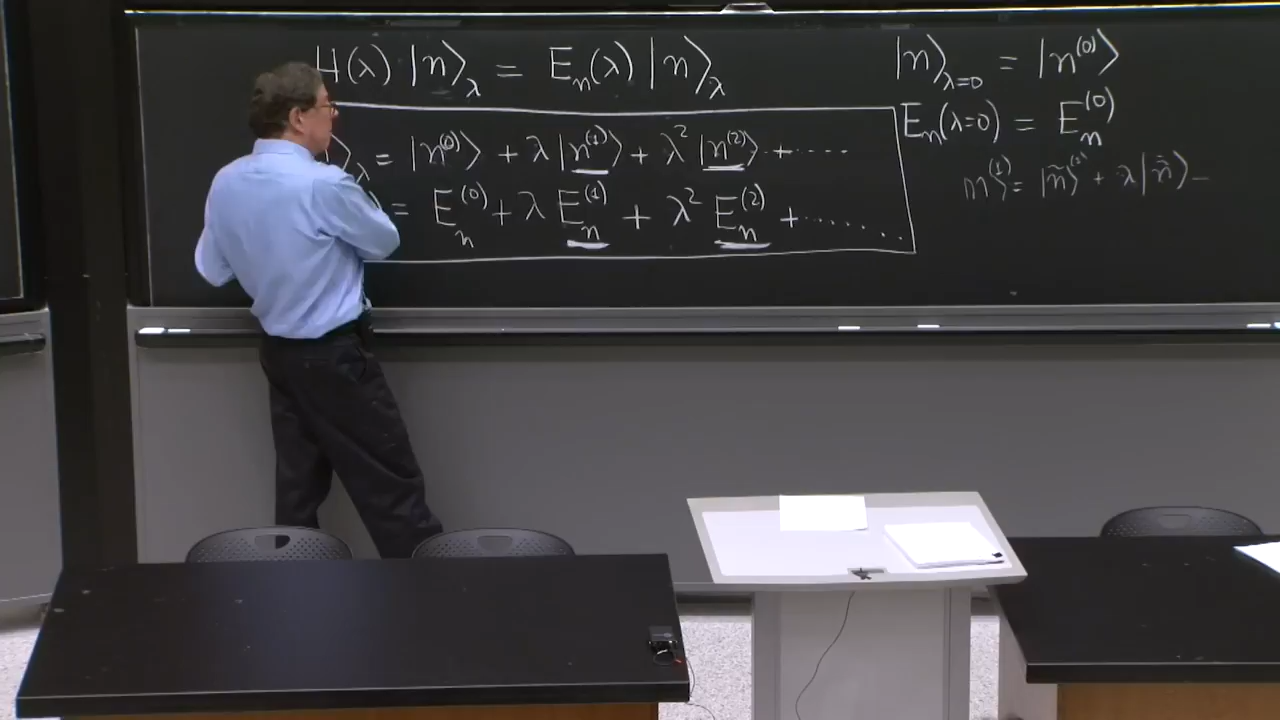 H(λ) |n⟩_λ = E_n(λ) |n⟩_λ
⟩_λ = |n^(0)⟩ + λ |n^(1)⟩ + λ² |n^(2)⟩ + ·····
= E_n^(0) + λ E_n^(1) + λ² E_n^(2) + ······
|n⟩_{λ=0} = |n^(0)⟩
E_n(λ=0) = E_n^(0)